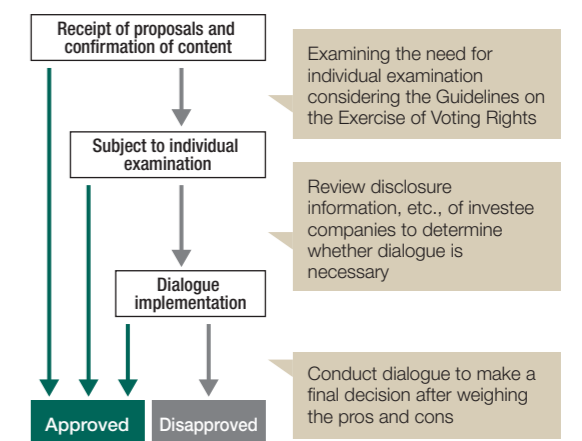 Receipt of proposals and
confirmation of content
Examining the need for
individual examination
considering the Guidelines on
the Exercise of Voting Rights
Subject to individual
examination
Review disclosure
information, etc., of investee
companies to determine
whether dialogue is
necessary
Dialogue
implementation
Conduct dialogue to make a
final decision after weighing
the pros and cons
Approved
Disapproved